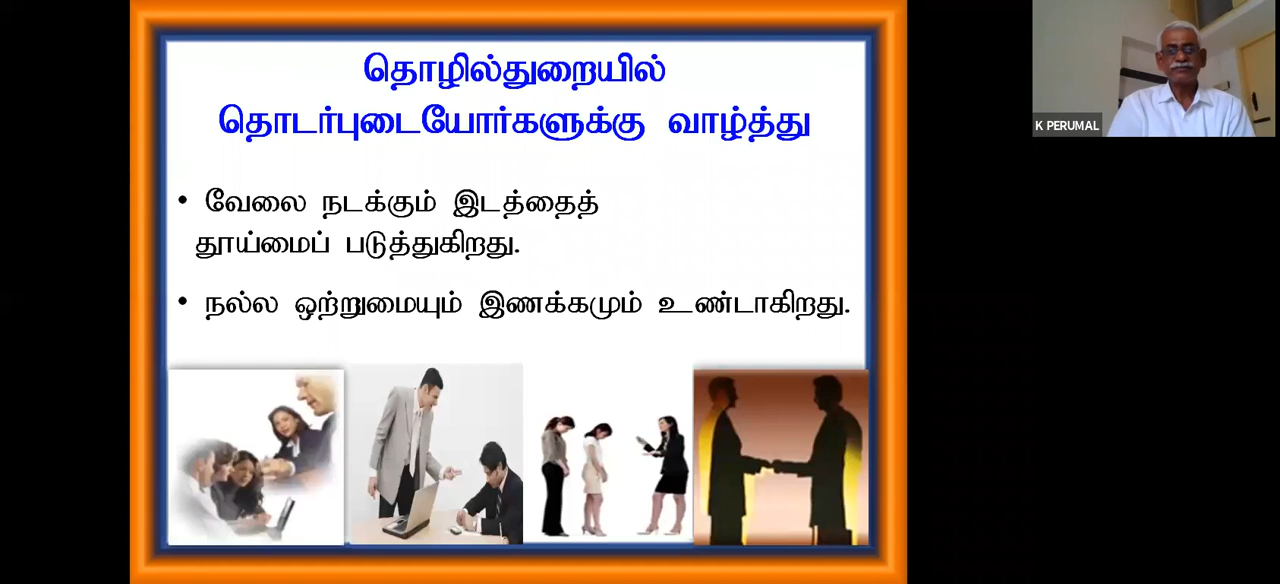 தொழில்துறையில்
தொடர்புடையோர்களுக்கு வாழ்த்து
• வேலை நடக்கும் இடத்தைத்
தூய்மைப் படுத்துகிறது.
• நல்ல ஒற்றுமையும் இணக்கமும் உண்டாகிறது.
K PERUMAL